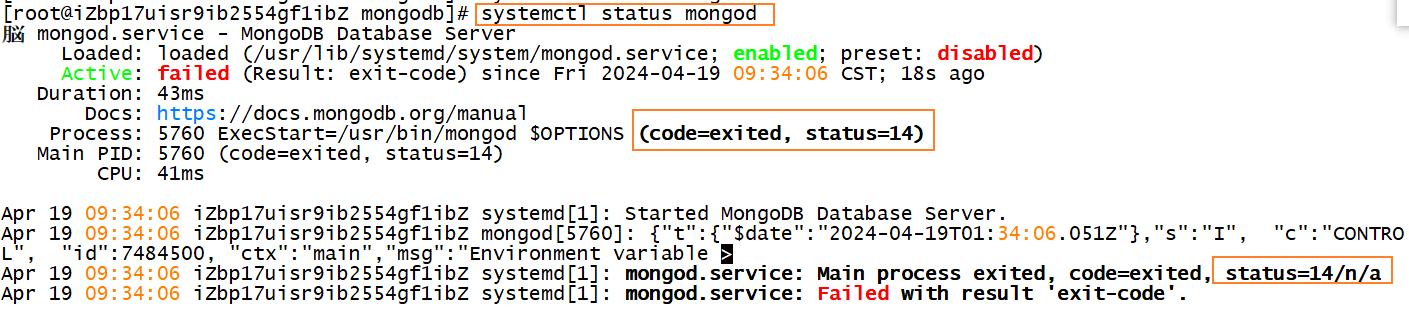 [root@iZbp17uisr9ib2554gf1ibZ mongodb]# systemctl status mongod
脳 mongod.service - MongoDB Database Server
Loaded: loaded (/usr/lib/systemd/system/mongod.service; enabled; preset: disabled)
Active: failed (Result: exit-code) since Fri 2024-04-19 09:34:06 CST; 18s ago
Duration: 43ms
Docs: https://docs.mongodb.org/manual
Process: 5760 ExecStart=/usr/bin/mongod $OPTIONS (code=exited, status=14)
Main PID: 5760 (code=exited, status=14)
CPU: 41ms
Apr 19 09:34:06 iZbp17uisr9ib2554gf1ibZ systemd[1]: Started MongoDB Database Server.
Apr 19 09:34:06 iZbp17uisr9ib2554gf1ibZ mongod[5760]: {"t":{"$date":"2024-04-19T01:34:06.051Z"},"s":"I", "c":"CONTRO
L", "id":7484500, "ctx":"main","msg":"Environment variable >
Apr 19 09:34:06 iZbp17uisr9ib2554gf1ibZ systemd[1]: mongod.service: Main process exited, code=exited, status=14/n/a
Apr 19 09:34:06 iZbp17uisr9ib2554gf1ibZ systemd[1]: mongod.service: Failed with result 'exit-code'.